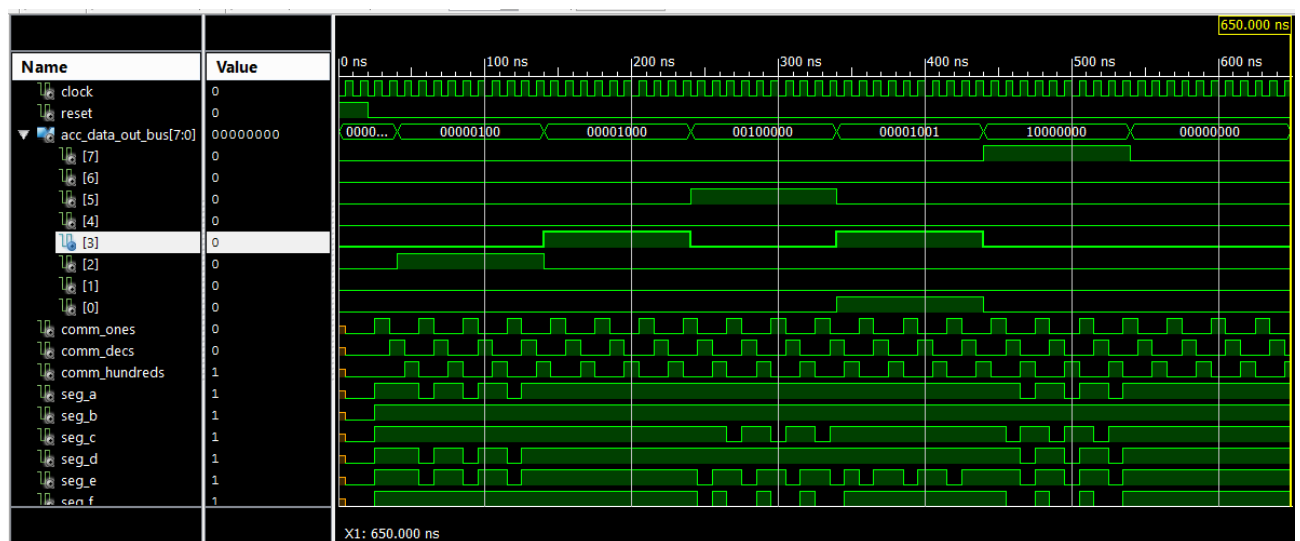 650.000 ns
Name Value
0 ns 100 ns 200 ns 300 ns 400 ns 500 ns 600 ns
clock 0
reset 0
acc_data_out_bus[7:0] 00000000 0000... 00000100 00001000 00100000 00001001 10000000 00000000
[7] 0
[6] 0
[5] 0
[4] 0
[3] 0
[2] 0
[1] 0
[0] 0
comm_ones 0
comm_decs 0
comm_hundreds 1
seg_a 1
seg_b 1
seg_c 1
seg_d 1
seg_e 1
seg_f 1
X1: 650.000 ns